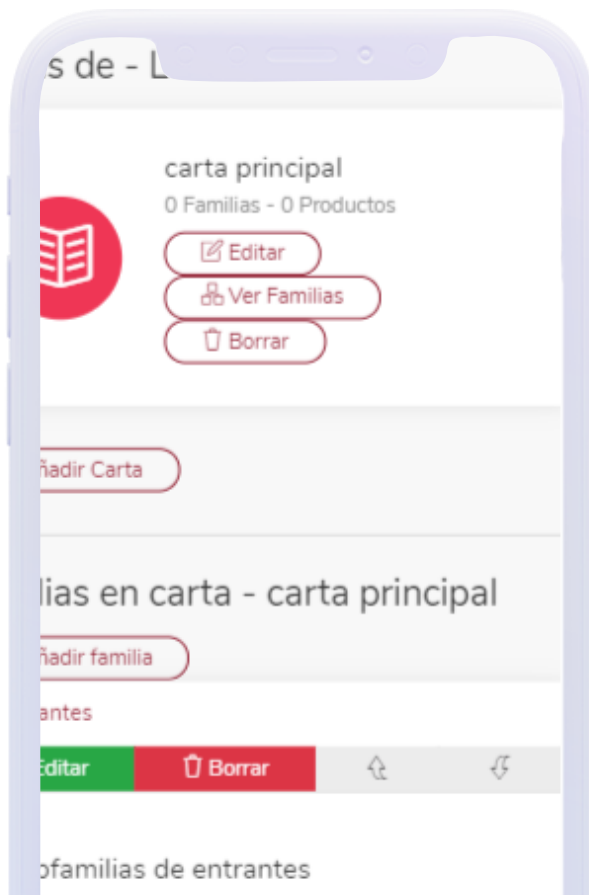 s de - L
carta principal
0 Familias - 0 Productos
Editar
Ver Familias
Borrar
ñadir Carta
lias en carta - carta principal
ñadir familia
antes
Editar
Borrar
ofamilias de entrantes